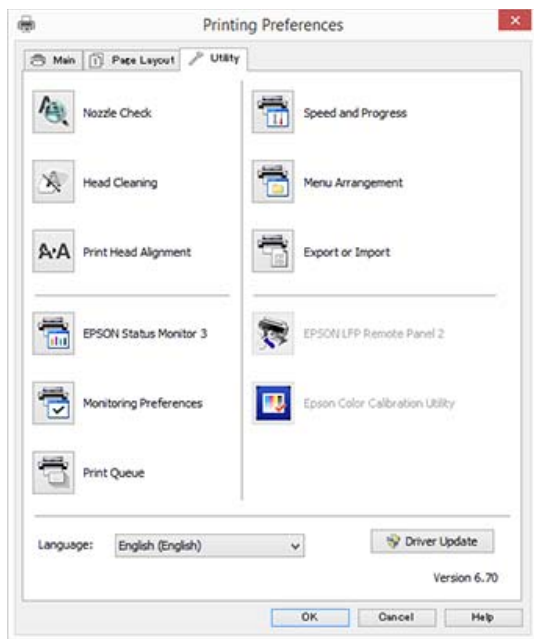 Printing Preferences
Main
Page Layout
Utility
Nozzle Check
Speed and Progress
Head Cleaning
Menu Arrangement
A·A
Print Head Alignment
Export or Import
EPSON Status Monitor 3
EPSON LFP Remote Panel 2
Monitoring Preferences
Epson Color Calibration Utility
Print Queue
Language:
English (English)
Driver Update
Version 6.70
OK
Cancel
Help